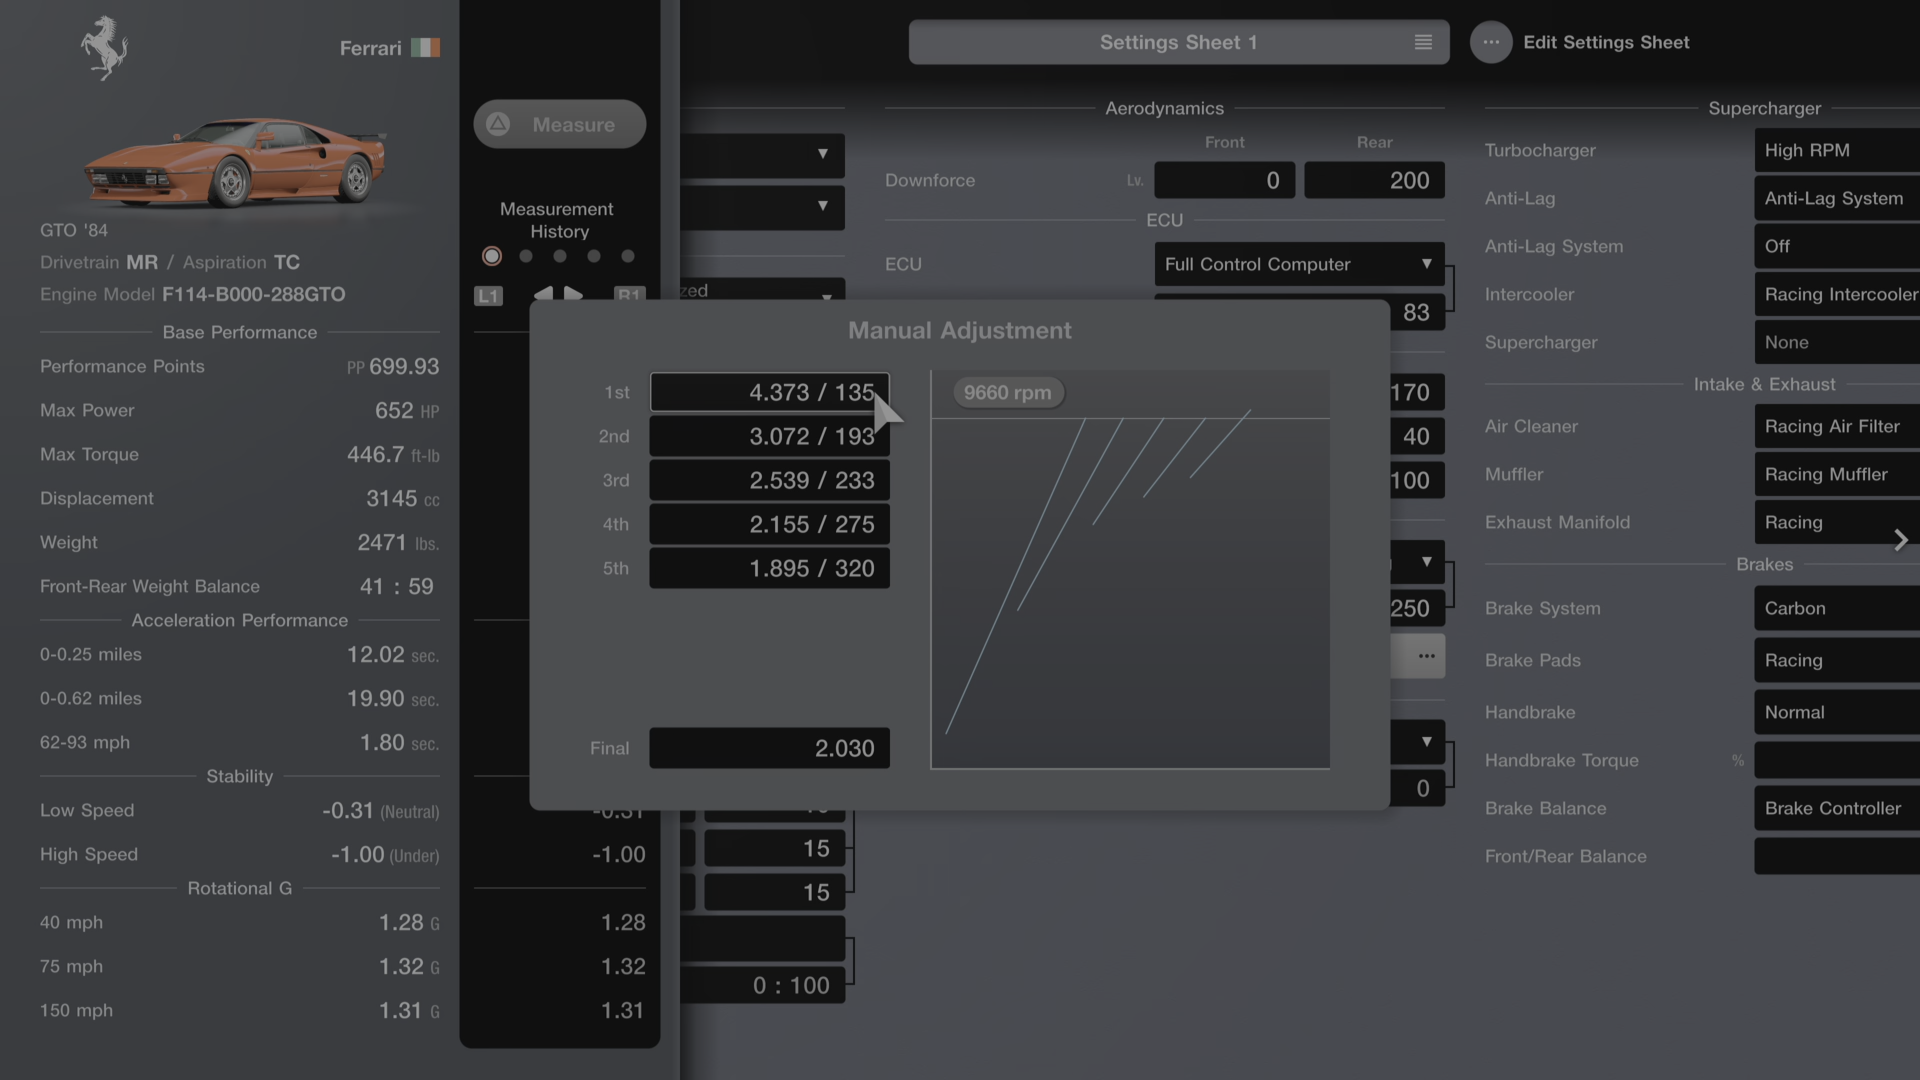 Ferrari
GTO '84
Drivetrain MR / Aspiration TC
Engine Model F114-B000-288GTO
Base Performance
Performance Points PP 699.93
Max Power 652 HP
Max Torque 446.7 ft-lb
Displacement 3145 cc
Weight 2471 lbs.
Front-Rear Weight Balance 41 : 59
Acceleration Performance
0-0.25 miles 12.02 sec.
0-0.62 miles 19.90 sec.
62-93 mph 1.80 sec.
Stability
Low Speed -0.31 (Neutral)
High Speed -1.00 (Under)
Rotational G
40 mph 1.28 G
75 mph 1.32 G
150 mph 1.31 G
Measure
Measurement
History
L1 R1
-0.31
-1.00
1.28
1.32
1.31
15
15
0 : 100
Settings Sheet 1
Edit Settings Sheet
Aerodynamics
Front Rear
Downforce Lv. 0 200
ECU
ECU Full Control Computer
83
170
40
100
250
0
Manual Adjustment
1st 4.373 / 135
2nd 3.072 / 193
3rd 2.539 / 233
4th 2.155 / 275
5th 1.895 / 320
Final 2.030
9660 rpm
Supercharger
Turbocharger High RPM
Anti-Lag Anti-Lag System
Anti-Lag System Off
Intercooler Racing Intercooler
Supercharger None
Intake & Exhaust
Air Cleaner Racing Air Filter
Muffler Racing Muffler
Exhaust Manifold Racing
Brakes
Brake System Carbon
Brake Pads Racing
Handbrake Normal
Handbrake Torque %
Brake Balance Brake Controller
Front/Rear Balance